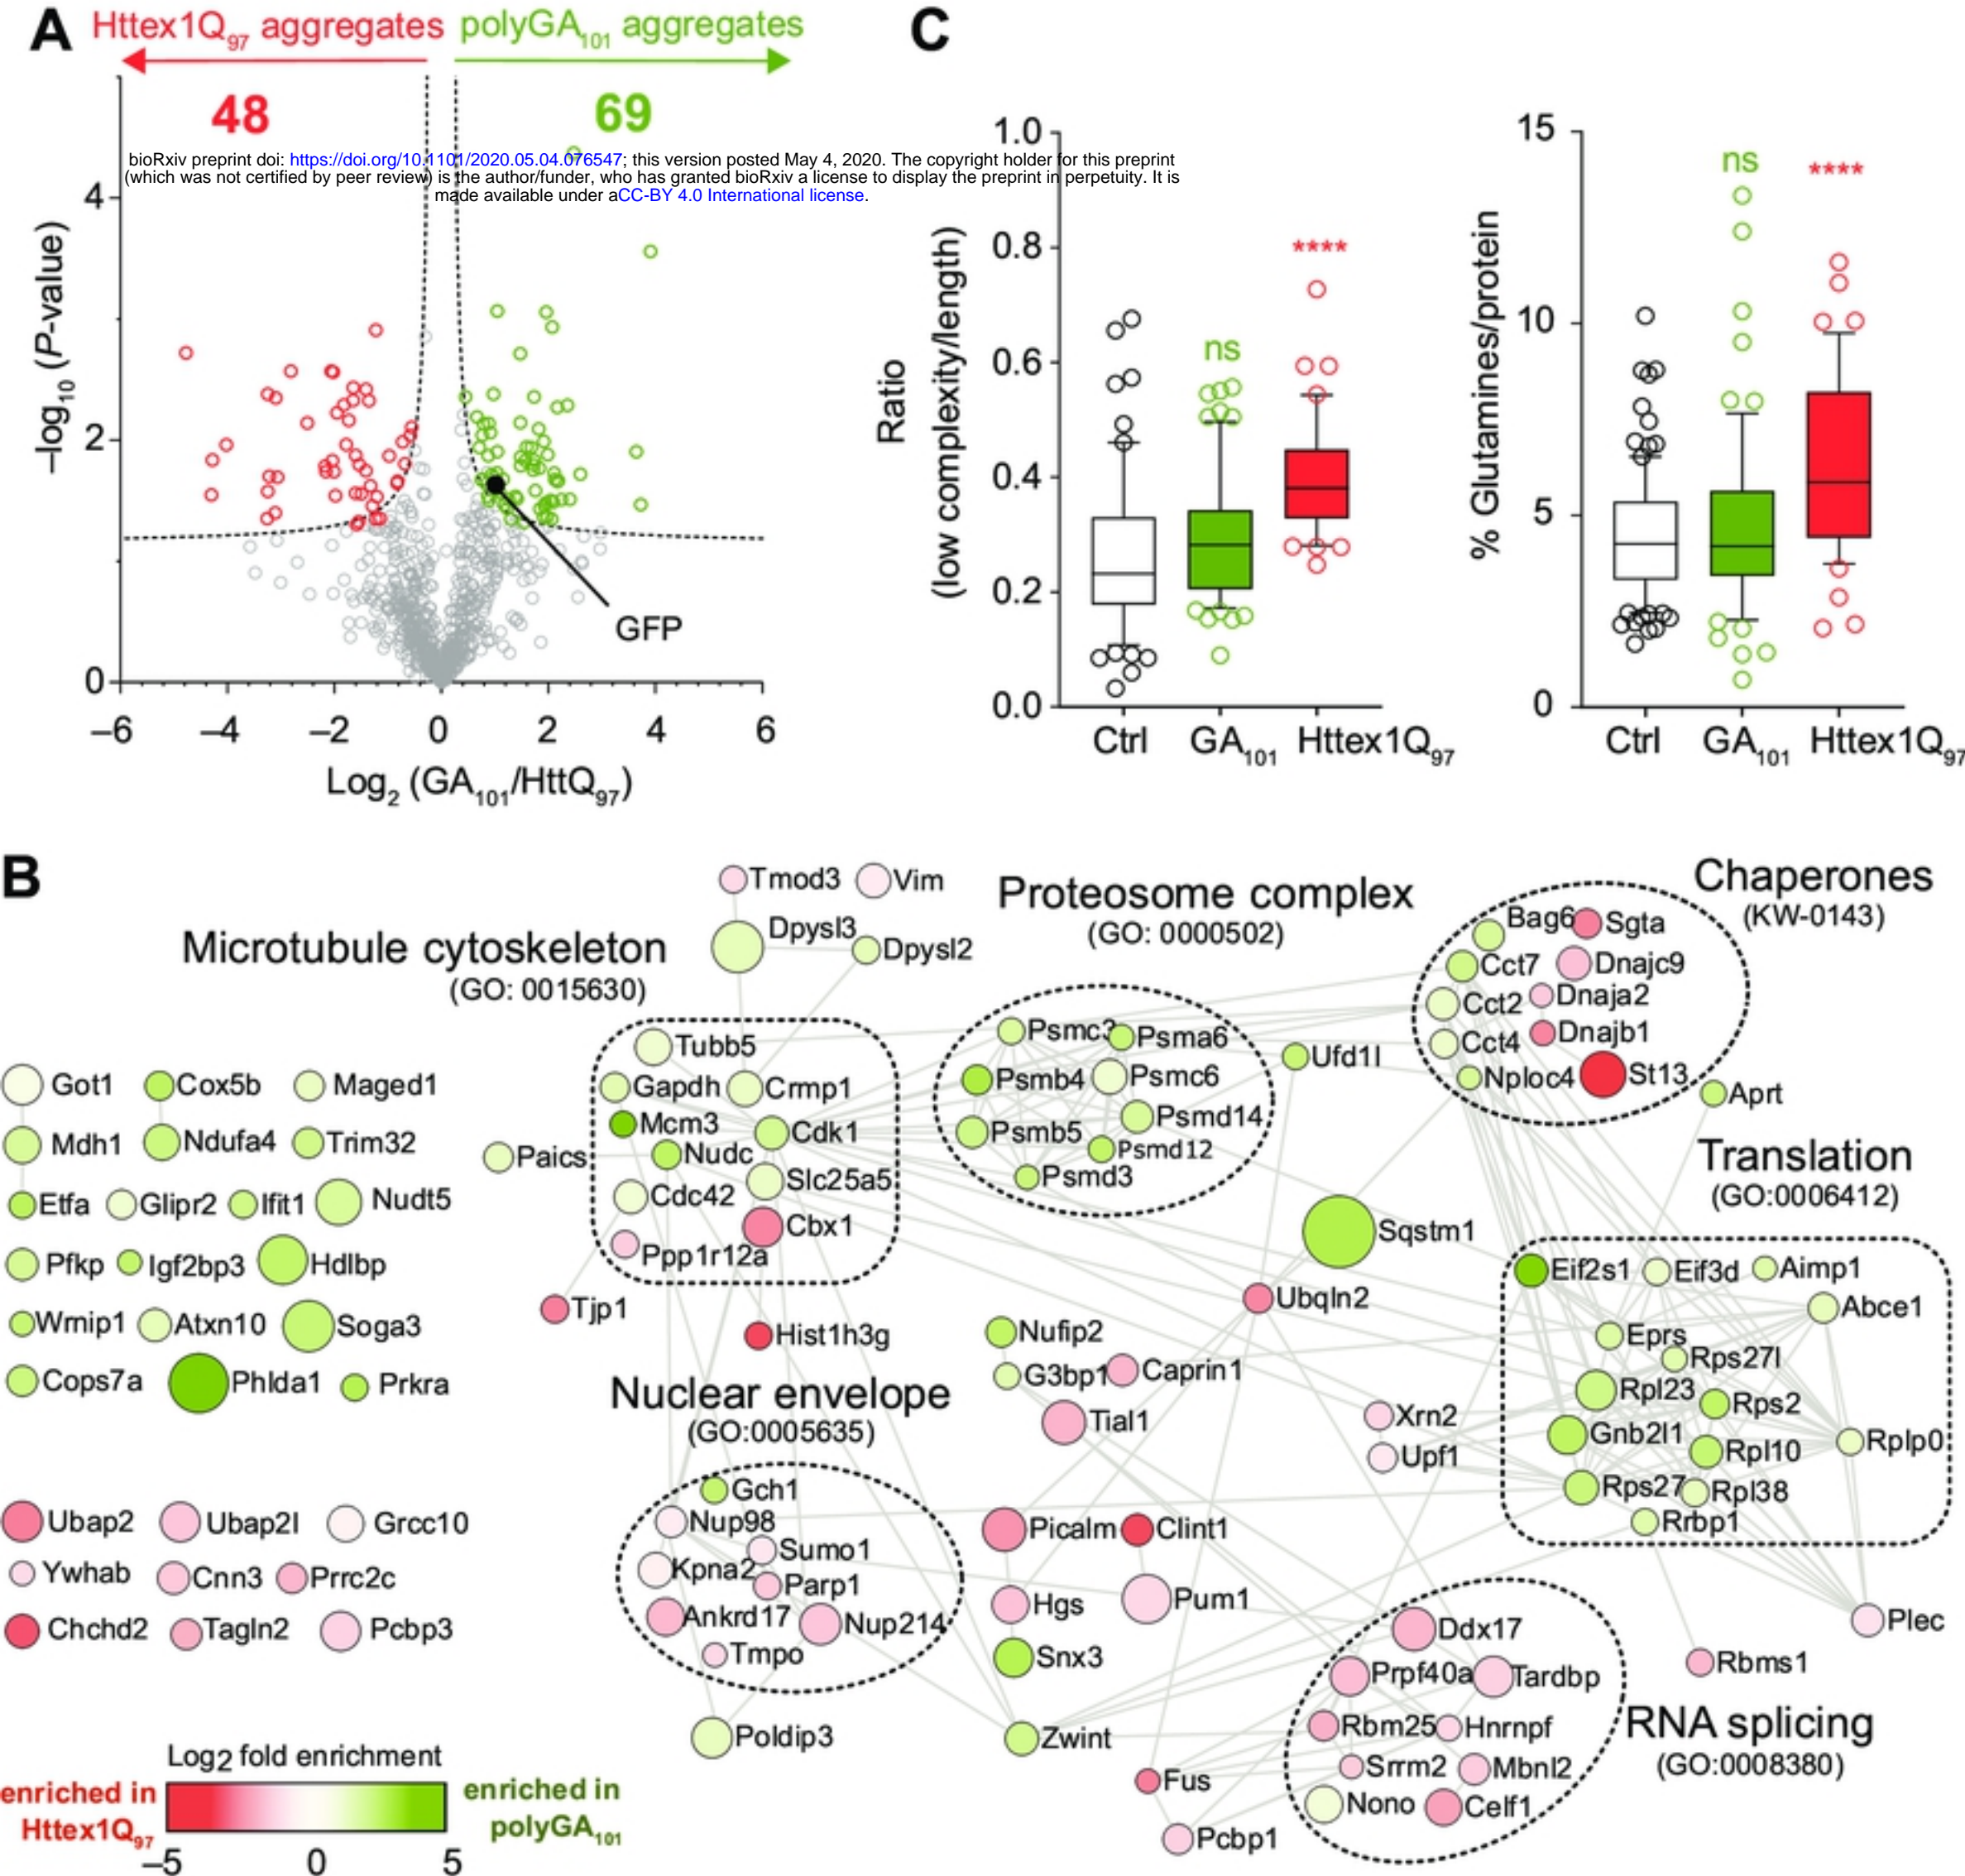 A
Httex1Q97 aggregates
polyGA101 aggregates
48
69
bioRxiv preprint doi: https://doi.org/10.1101/2020.05.04.076547; this version posted May 4, 2020. The copyright holder for this preprint
(which was not certified by peer review) is the author/funder, who has granted bioRxiv a license to display the preprint in perpetuity. It is
made available under aCC-BY 4.0 International license.
–log10 (P-value)
4
2
0
GFP
–6 –4 –2 0 2 4 6
Log2 (GA101/HttQ97)
C
Ratio
(low complexity/length)
1.0
0.8
0.6
0.4
0.2
0.0
ns
****
Ctrl GA101 Httex1Q97
% Glutamines/protein
15
10
5
0
ns
****
Ctrl GA101 Httex1Q97
B
Microtubule cytoskeleton
(GO: 0015630)
Tmod3 Vim
Dpysl3
Dpysl2
Tubb5
Gapdh Crmp1
Mcm3
Cdk1
Nudc
Slc25a5
Cdc42
Cbx1
Ppp1r12a
Paics
Tjp1
Hist1h3g
Proteosome complex
(GO: 0000502)
Psmc3 Psma6
Psmb4 Psmc6
Psmd14
Psmb5
Psmd12
Psmd3
Ufd1l
Chaperones
(KW-0143)
Bag6 Sgta
Cct7 Dnajc9
Cct2 Dnaja2
Cct4 Dnajb1
Nploc4 St13
Aprt
Sqstm1
Ubqln2
Translation
(GO:0006412)
Eif2s1 Eif3d Aimp1
Abce1
Eprs
Rps27l
Rpl23
Rps2
Gnb2l1
Rpl10
Rplp0
Rps27 Rpl38
Rrbp1
Got1 Cox5b Maged1
Mdh1 Ndufa4 Trim32
Etfa Glipr2 Ifit1 Nudt5
Pfkp Igf2bp3 Hdlbp
Wrnip1 Atxn10 Soga3
Cops7a Phlda1 Prkra
Ubap2 Ubap2l Grcc10
Ywhab Cnn3 Prrc2c
Chchd2 Tagln2 Pcbp3
Nuclear envelope
(GO:0005635)
Gch1
Nup98
Sumo1
Kpna2
Parp1
Ankrd17 Nup214
Tmpo
Poldip3
Nufip2
G3bp1 Caprin1
Tial1
Xrn2
Upf1
Picalm Clint1
Hgs Pum1
Snx3
Zwint
Plec
Rbms1
RNA splicing
(GO:0008380)
Ddx17
Prpf40a Tardbp
Rbm25 Hnrnpf
Srrm2 Mbnl2
Nono Celf1
Fus
Pcbp1
Log2 fold enrichment
enriched in
Httex1Q97
enriched in
polyGA101
–5 0 5